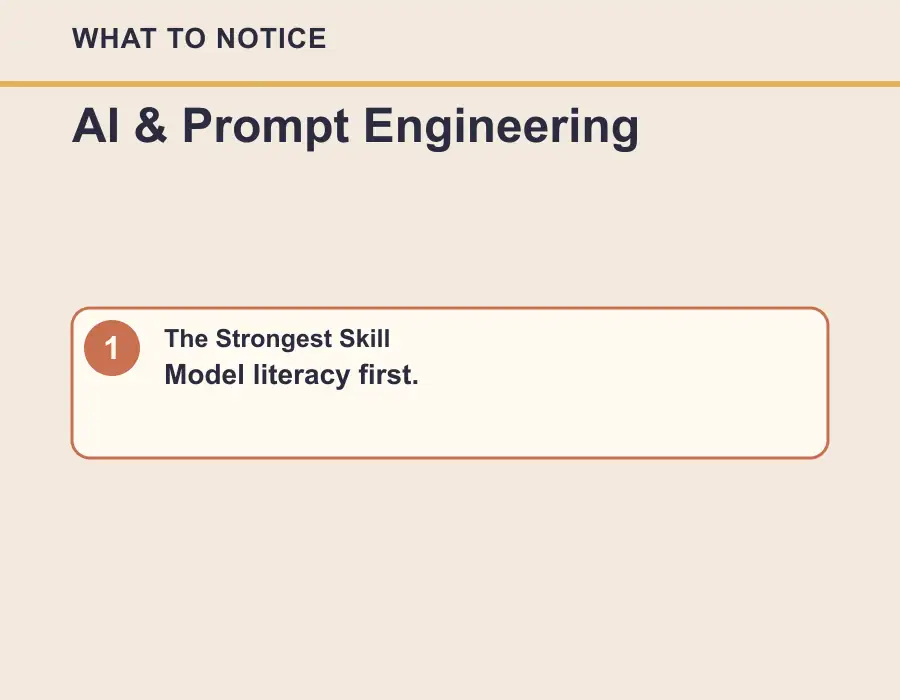 WHAT TO NOTICE
AI & Prompt Engineering
1
The Strongest Skill
Model literacy first.